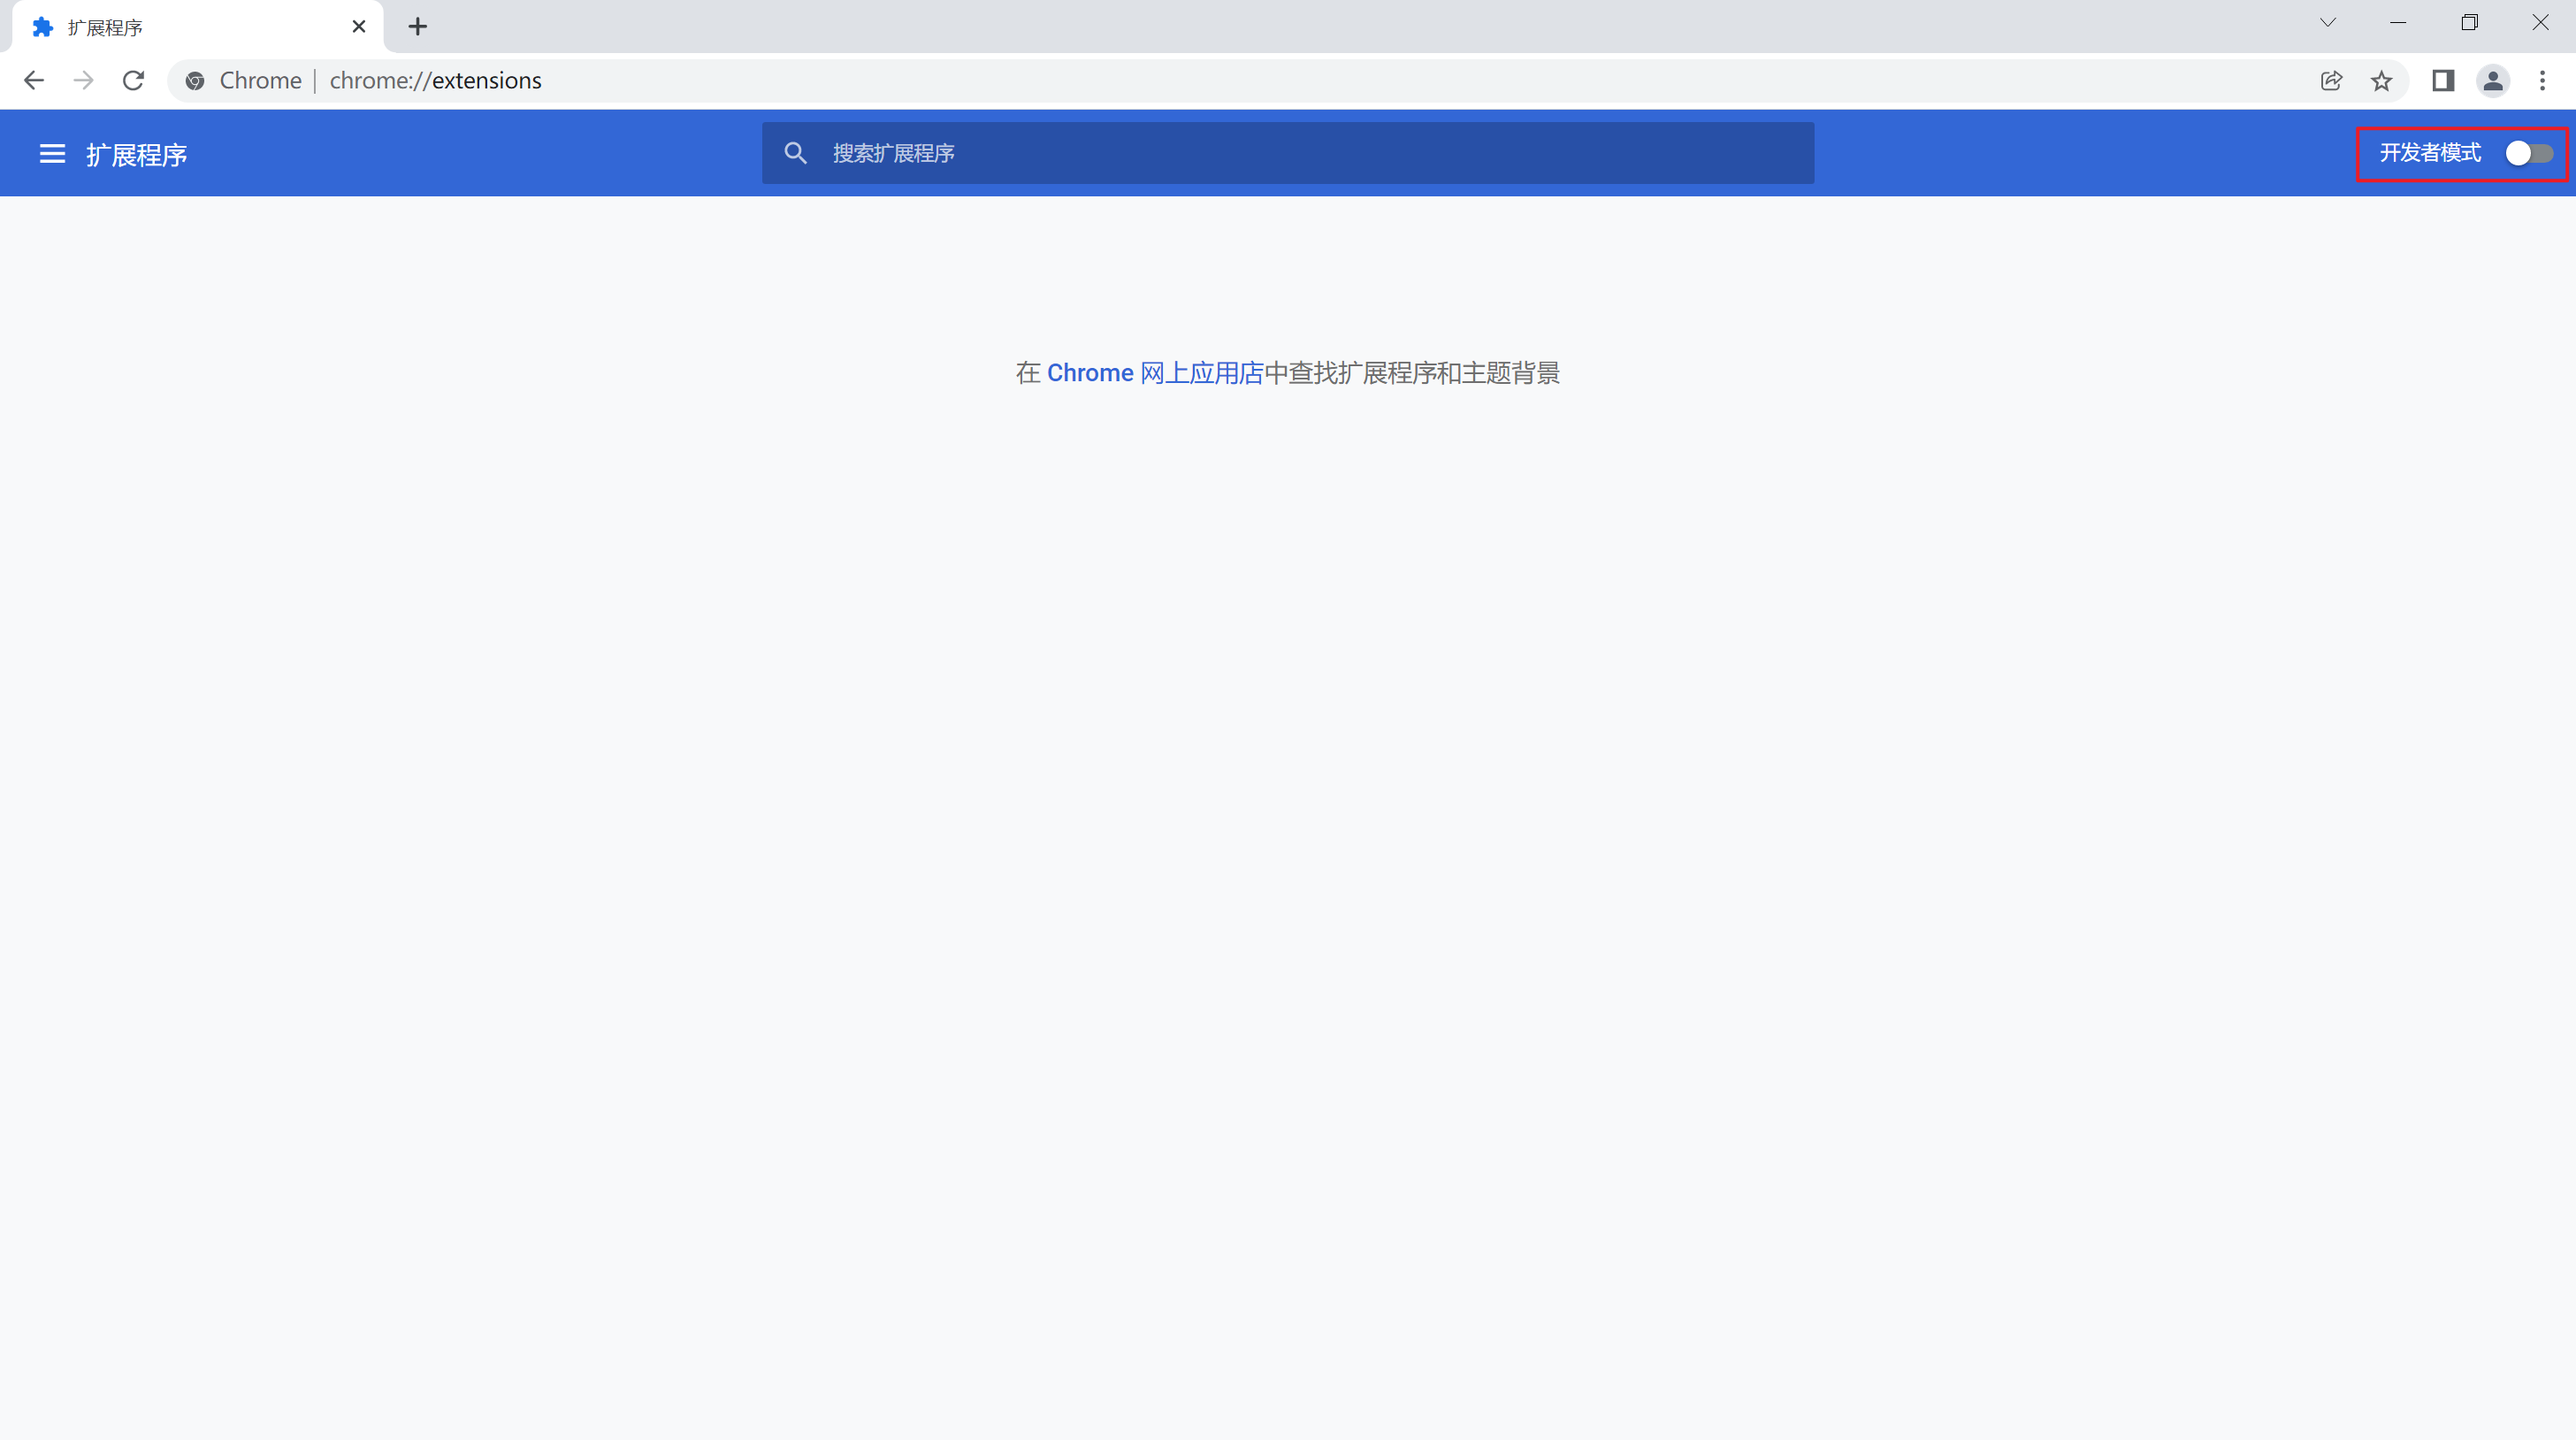 扩展程序
Chrome | chrome://extensions
扩展程序
搜索扩展程序
开发者模式
在 Chrome 网上应用店中查找扩展程序和主题背景